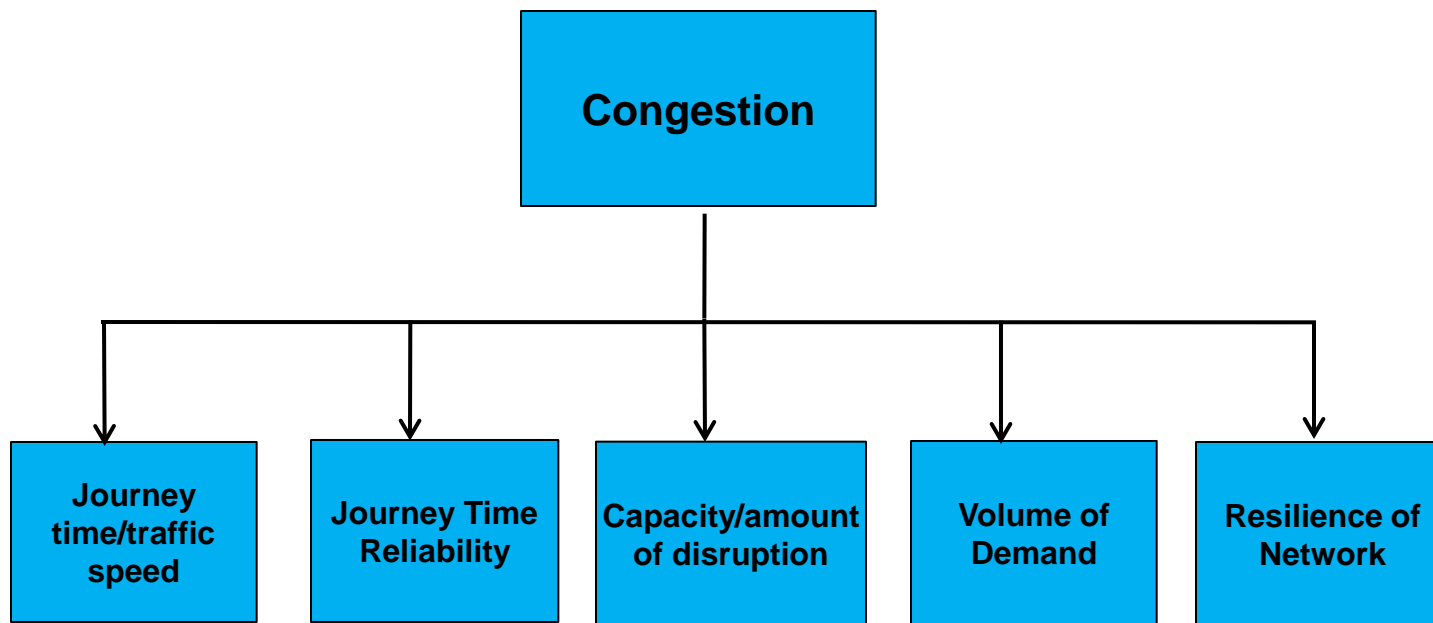 Congestion
Journey
time/traffic
speed
Journey Time
Reliability
Capacity/amount
of disruption
Volume of
Demand
Resilience of
Network